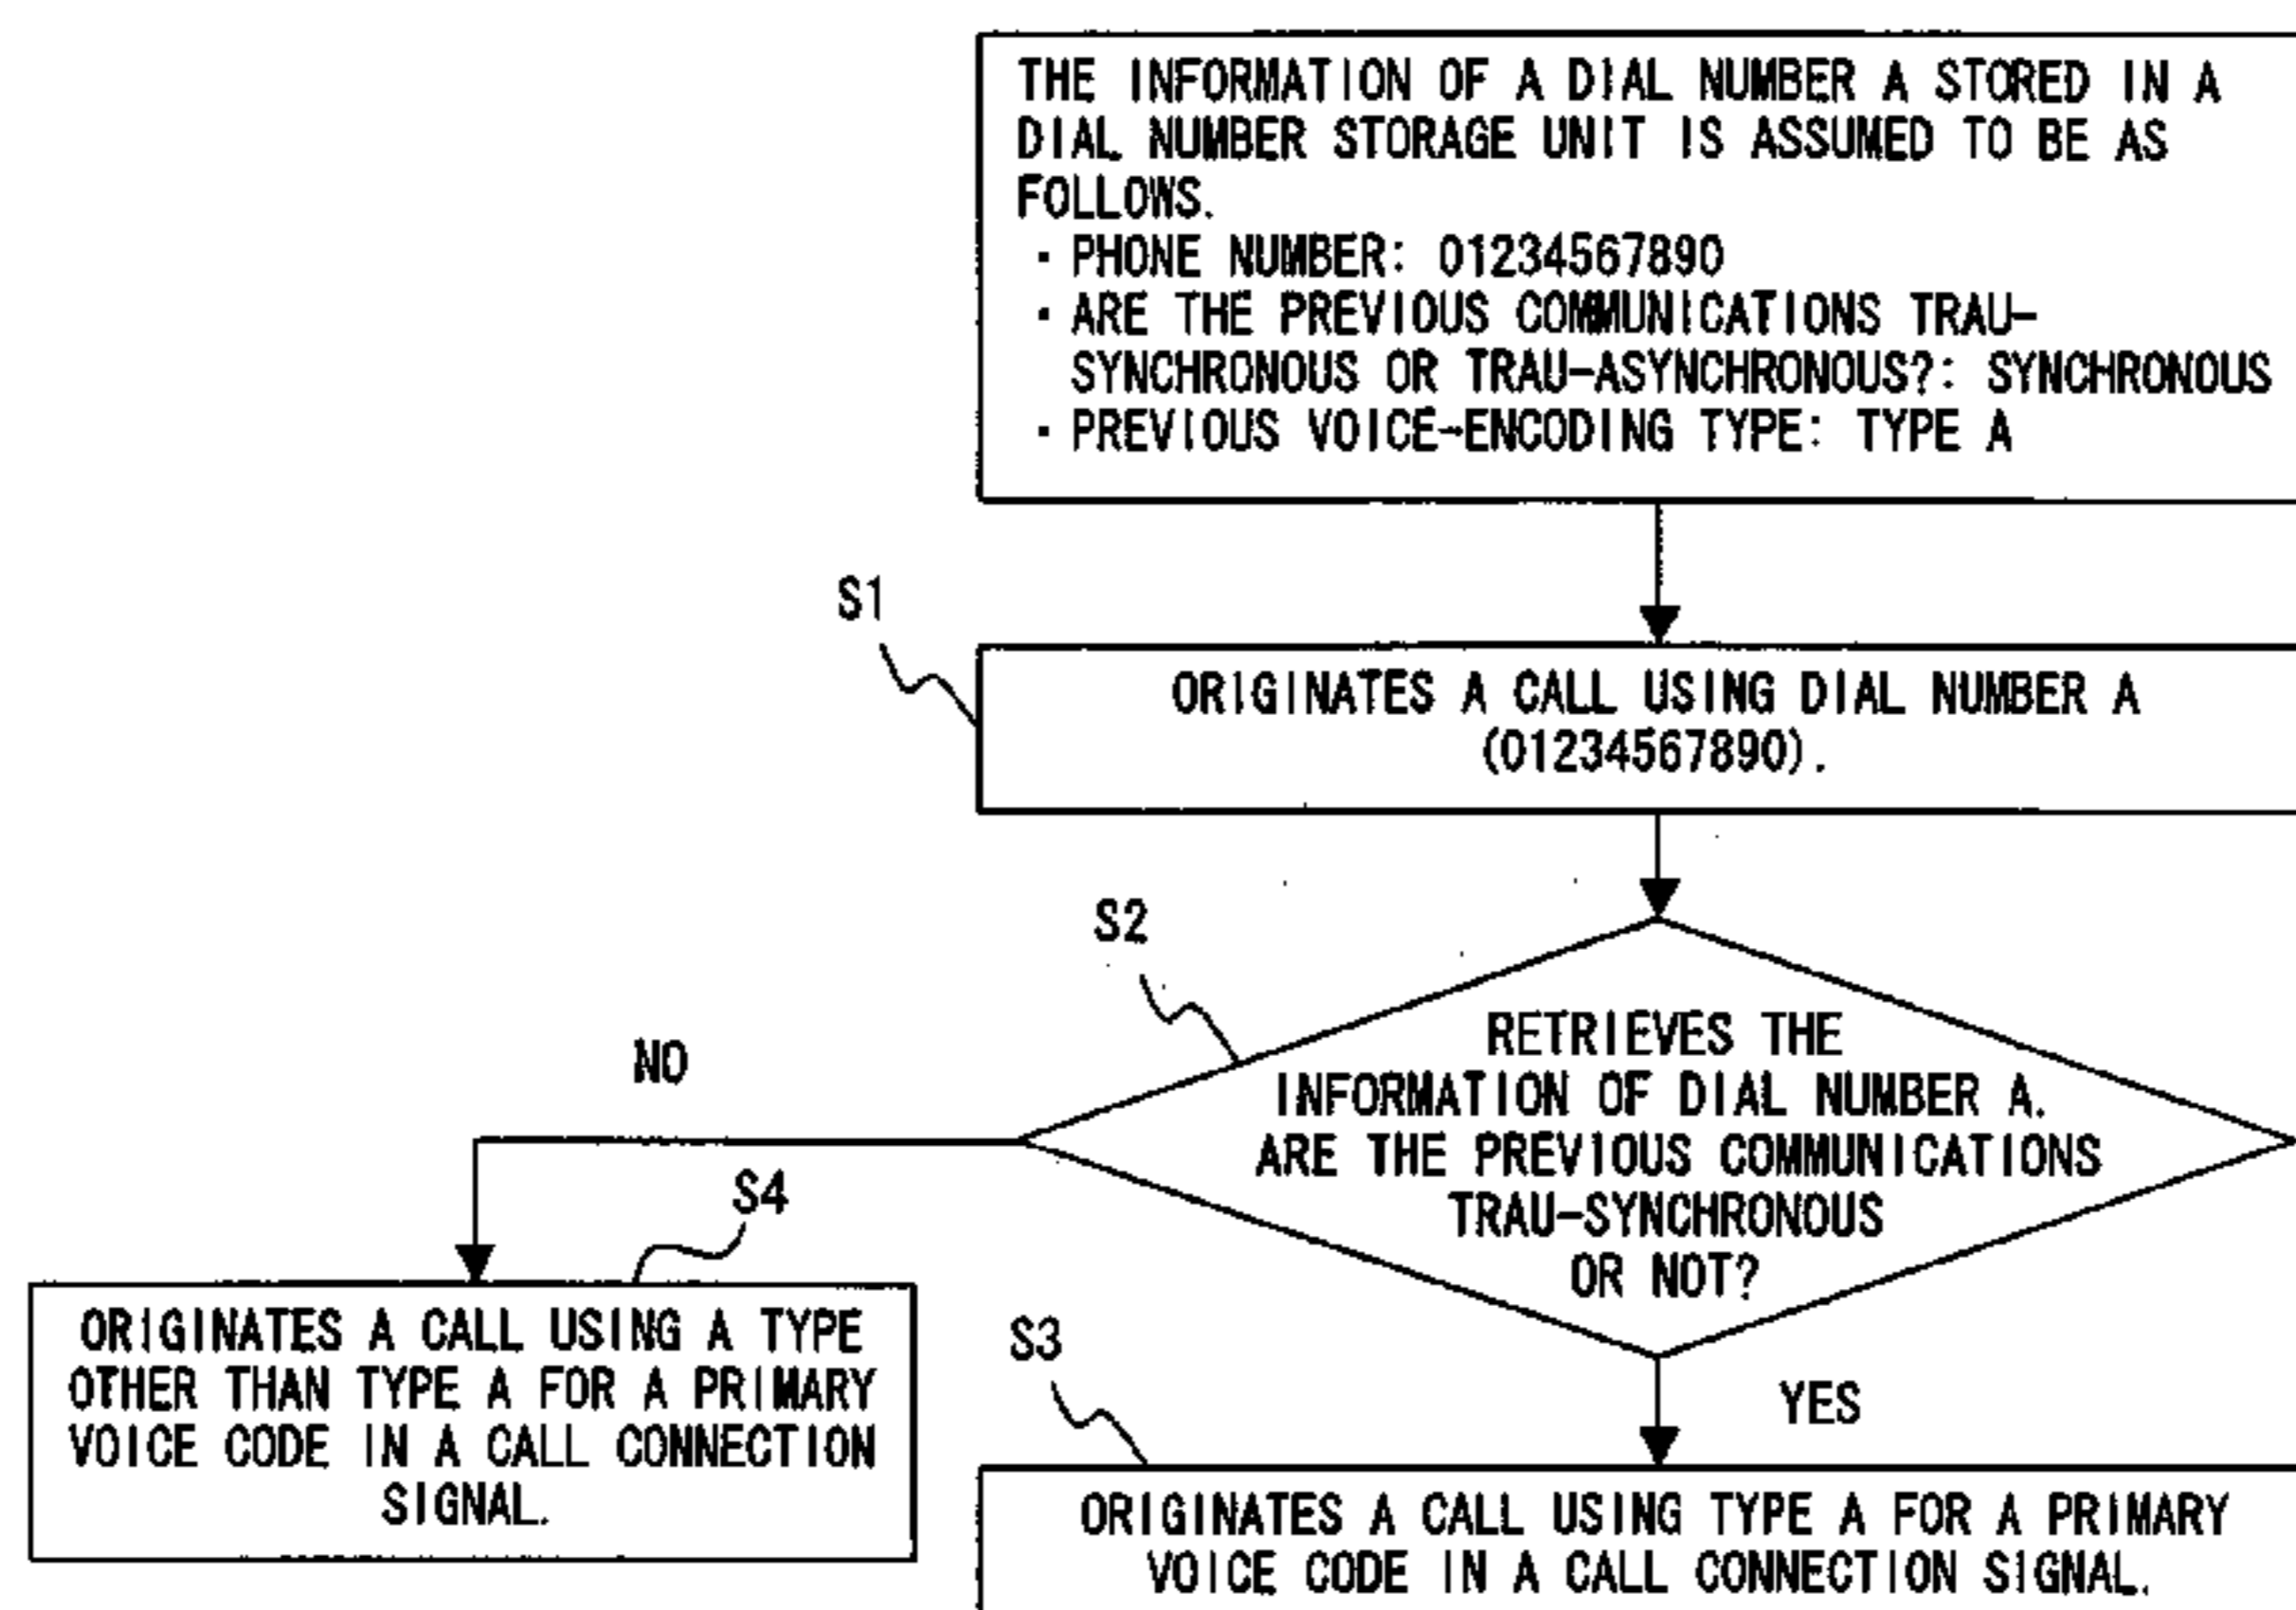 THE INFORMATION OF A DIAL NUMBER A STORED IN A
DIAL NUMBER STORAGE UNIT IS ASSUMED TO BE AS
FOLLOWS.
· PHONE NUMBER: 01234567890
· ARE THE PREVIOUS COMMUNICATIONS TRAU-
SYNCHRONOUS OR TRAU-ASYNCHRONOUS?: SYNCHRONOUS
· PREVIOUS VOICE-ENCODING TYPE: TYPE A
S1
ORIGINATES A CALL USING DIAL NUMBER A
(01234567890).
S2
RETRIEVES THE
INFORMATION OF DIAL NUMBER A.
ARE THE PREVIOUS COMMUNICATIONS
TRAU-SYNCHRONOUS
OR NOT?
NO
S4
ORIGINATES A CALL USING A TYPE
OTHER THAN TYPE A FOR A PRIMARY
VOICE CODE IN A CALL CONNECTION
SIGNAL.
YES
S3
ORIGINATES A CALL USING TYPE A FOR A PRIMARY
VOICE CODE IN A CALL CONNECTION SIGNAL.